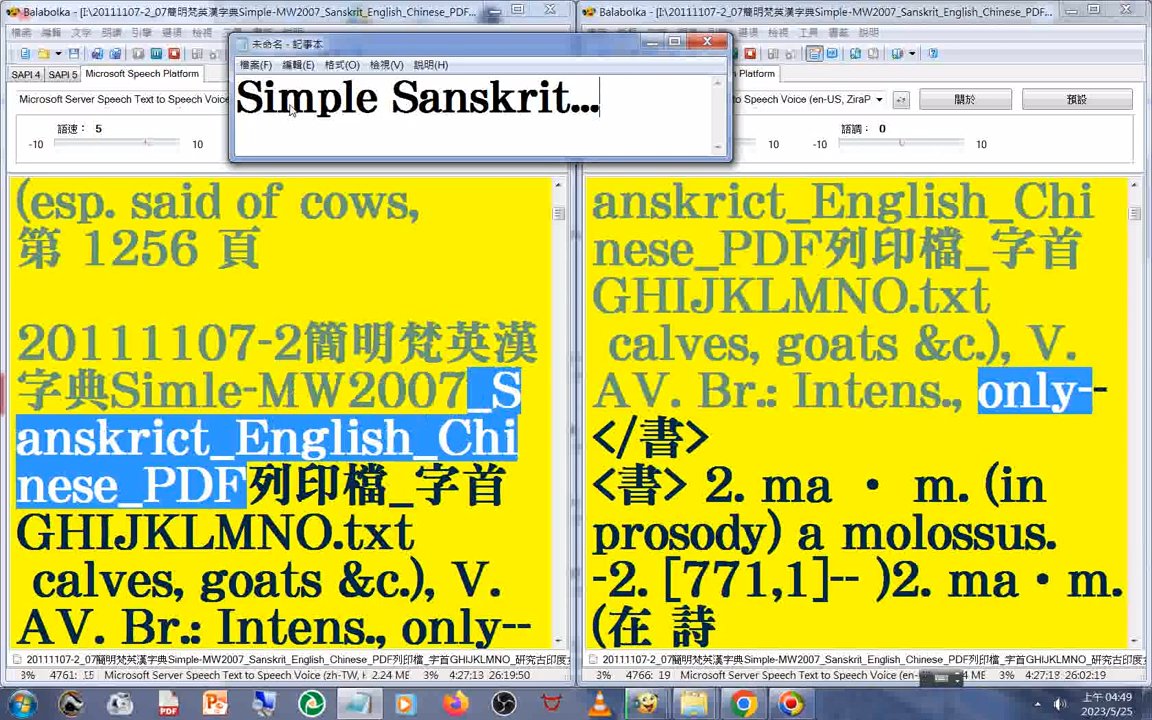 Balabolka - [I:\20111107-2_07簡明梵英漢字典Simple-MW2007_Sanskrit_English_Chinese_PDF...
Balabolka - [I:\20111107-2_07簡明梵英漢字典Simple-MW2007_Sanskrit_English_Chinese_PDF...
未命名 - 記事本
檔案(F) 編輯(E) 格式(O) 檢視(V) 說明(H)
Simple Sanskrit...
SAPI 4 SAPI 5 Microsoft Speech Platform
Platform
Microsoft Server Speech Text to Speech Voice
to Speech Voice (en-US, ZiraP
關於
預設
語速： 5
語調： 0
-10 10
10 -10 10
(esp. said of cows,
第 1256 頁
20111107-2簡明梵英漢
字典Simle-MW2007_S
anskrict_English_Chi
nese_PDF列印檔_字首
GHIJKLMNO.txt
calves, goats &c.), V.
AV. Br.: Intens., only--
anskrict_English_Chi
nese_PDF列印檔_字首
GHIJKLMNO.txt
calves, goats &c.), V.
AV. Br.: Intens., only--
</書>
<書> 2. ma • m. (in
prosody) a molossus.
-2. [771,1]-- )2. ma • m.
(在 詩
20111107-2_07簡明梵英漢字典Simple-MW2007_Sanskrit_English_Chinese_PDF列印檔_字首GHIJKLMNO_研究古印度
20111107-2_07簡明梵英漢字典Simple-MW2007_Sanskrit_English_Chinese_PDF列印檔_字首GHIJKLMNO_研究古印度
3% 4761: 15 Microsoft Server Speech Text to Speech Voice (zh-TW, 2.24 MB 3% 4:27:13 26:19:50
3% 4766: 19 Microsoft Server Speech Text to Speech Voice 2.24 MB 3% 4:27:13 26:02:19
上午 04:49
2023/5/25